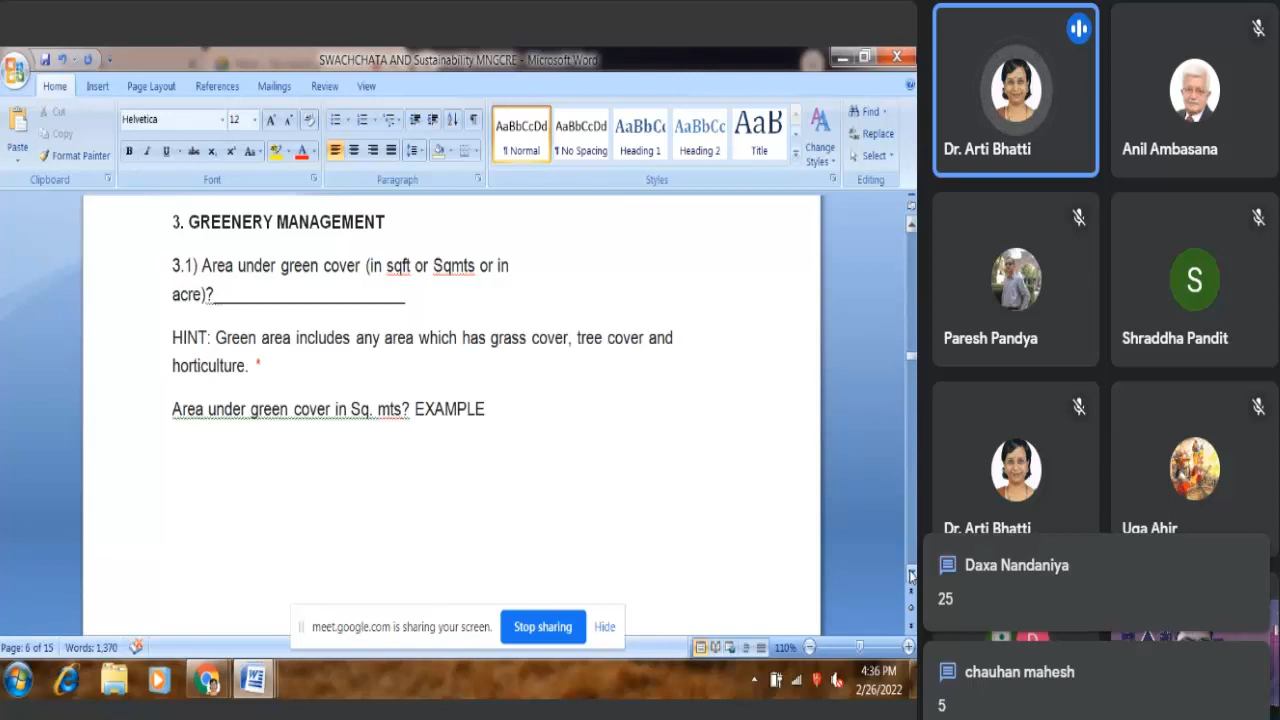 SWACHCHATA AND Sustainability MNGCRE - Microsoft Word
Home Insert Page Layout References Mailings Review View
Paste
Cut
Copy
Format Painter
Clipboard
Helvetica 12
Font
Paragraph
AaBbCcDd AaBbCcDd AaBbCc AaBbCc AaB
¶ Normal ¶ No Spacing Heading 1 Heading 2 Title
Change
Styles
Styles
Find
Replace
Select
Editing
3. GREENERY MANAGEMENT
3.1) Area under green cover (in sqft or Sqmts or in
acre)?____________________
HINT: Green area includes any area which has grass cover, tree cover and
horticulture. *
Area under green cover in Sq. mts? EXAMPLE
meet.google.com is sharing your screen. Stop sharing Hide
Page: 6 of 15 Words: 1,370 110%
4:36 PM
2/26/2022
Dr. Arti Bhatti
Anil Ambasana
Paresh Pandya
S
Shraddha Pandit
Dr. Arti Bhatti
Uga Ahir
Daxa Nandaniya
25
chauhan mahesh
5